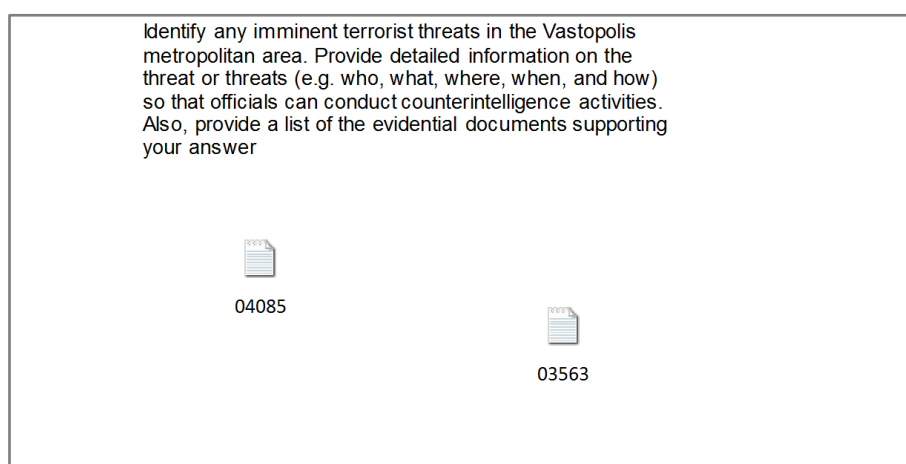 Identify any imminent terrorist threats in the Vastopolis
metropolitan area. Provide detailed information on the
threat or threats (e.g. who, what, where, when, and how)
so that officials can conduct counterintelligence activities.
Also, provide a list of the evidential documents supporting
your answer
04085
03563